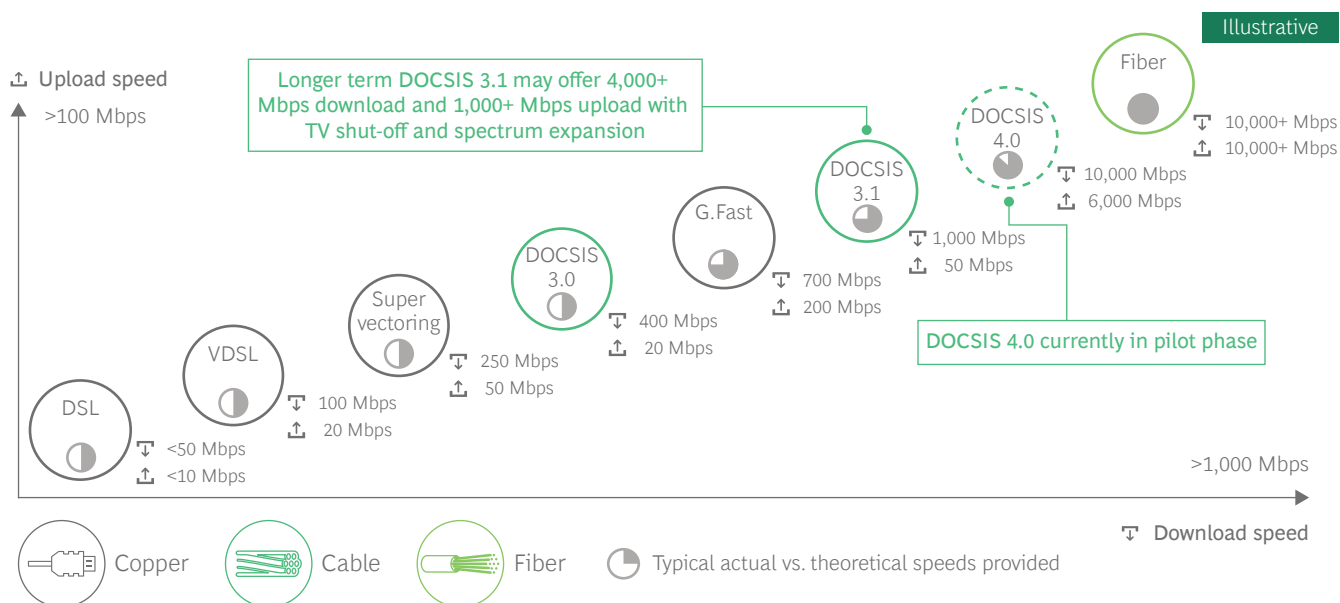 Illustrative
Upload speed
>100 Mbps
Longer term DOCSIS 3.1 may offer 4,000+
Mbps download and 1,000+ Mbps upload with
TV shut-off and spectrum expansion
Fiber
10,000+ Mbps
10,000+ Mbps
DOCSIS
4.0
10,000 Mbps
6,000 Mbps
DOCSIS
3.1
1,000 Mbps
50 Mbps
G.Fast
700 Mbps
200 Mbps
DOCSIS
3.0
400 Mbps
20 Mbps
Super
vectoring
250 Mbps
50 Mbps
VDSL
100 Mbps
20 Mbps
DSL
<50 Mbps
<10 Mbps
DOCSIS 4.0 currently in pilot phase
>1,000 Mbps
Download speed
Copper
Cable
Fiber
Typical actual vs. theoretical speeds provided